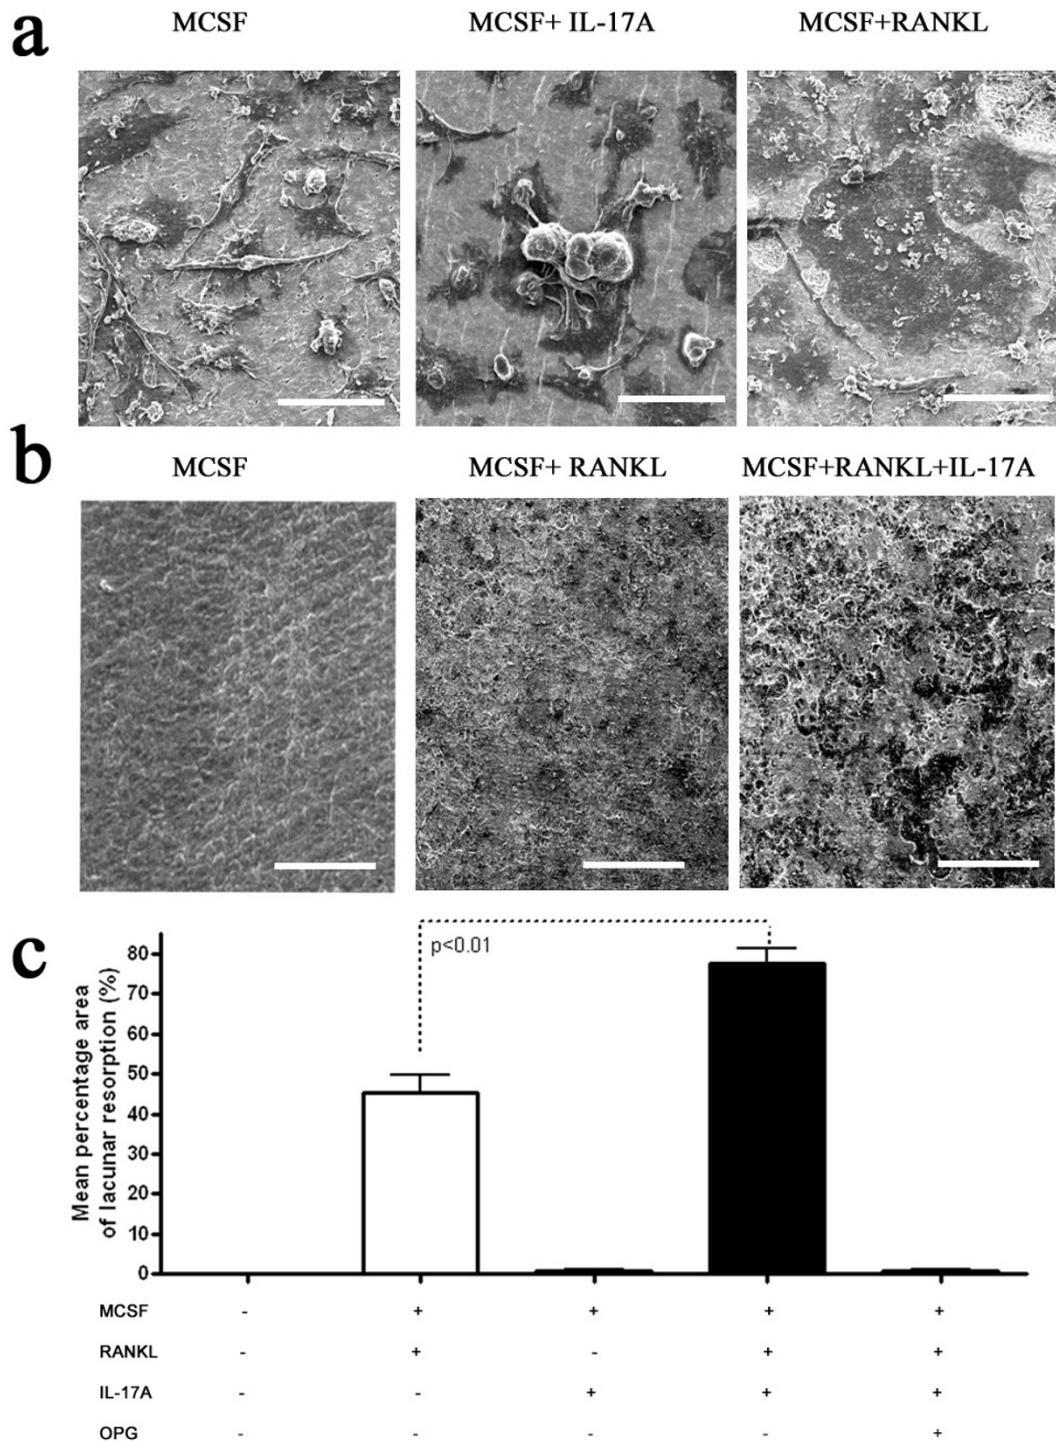 a
MCSF MCSF+ IL-17A MCSF+RANKL
b
MCSF MCSF+ RANKL MCSF+RANKL+IL-17A
c
Mean percentage area
of lacunar resorption (%)
80
70
60
50
40
30
20
10
0
p<0.01
MCSF - + + + +
RANKL - + - + +
IL-17A - - + + +
OPG - - - - +